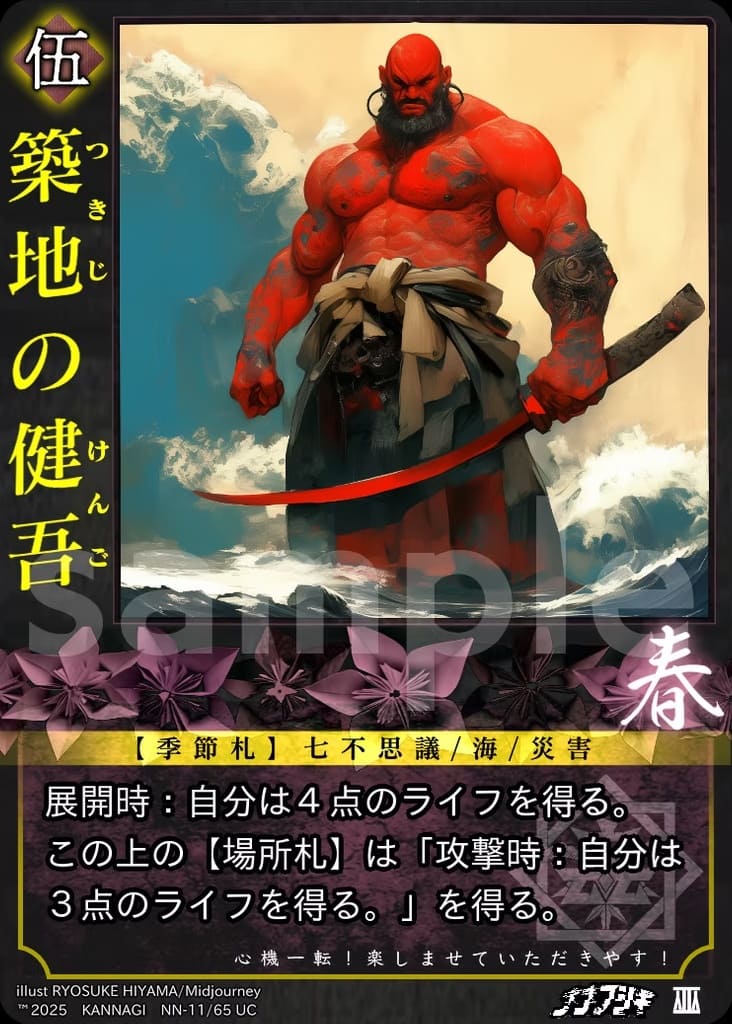 伍
築地の健吾
つきじ
けんご
sample
春
【季節札】七不思議/海/災害
展開時：自分は４点のライフを得る。
この上の【場所札】は「攻撃時：自分は
３点のライフを得る。」を得る。
心機一転！楽しませていただきやす！
illust RYOSUKE HIYAMA/Midjourney
™2025 KANNAGI NN-11/65 UC